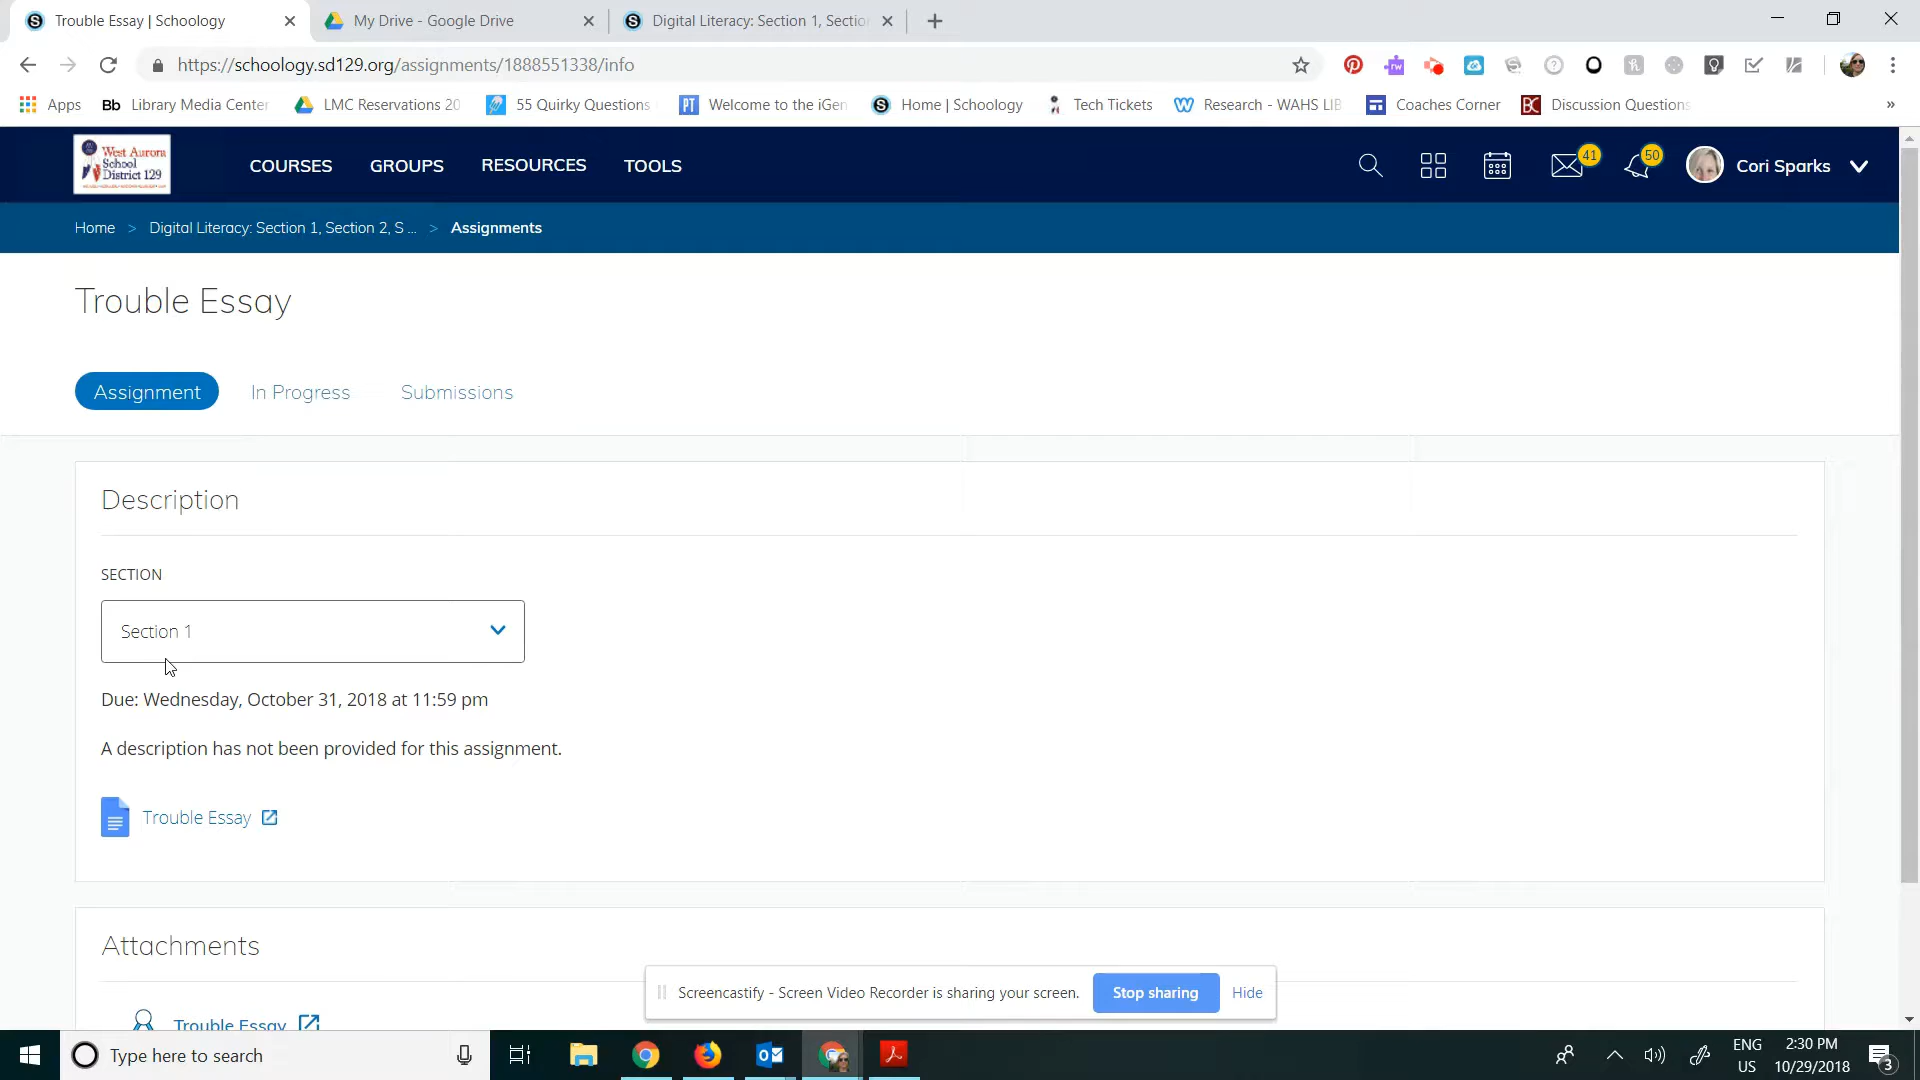 Trouble Essay | Schoology
My Drive - Google Drive
Digital Literacy: Section 1, Sectio
https://schoology.sd129.org/assignments/1888551338/info
Apps
Bb Library Media Center
LMC Reservations 20
55 Quirky Questions
PT Welcome to the iGen
Home | Schoology
Tech Tickets
Research - WAHS LIB
Coaches Corner
BC Discussion Questions
»
West Aurora
School
District 129
COURSES
GROUPS
RESOURCES
TOOLS
41
50
Cori Sparks
Home > Digital Literacy: Section 1, Section 2, S ... > Assignments
Trouble Essay
Assignment
In Progress
Submissions
Description
SECTION
Section 1
Due: Wednesday, October 31, 2018 at 11:59 pm
A description has not been provided for this assignment.
Trouble Essay
Attachments
Trouble Essay
Screencastify - Screen Video Recorder is sharing your screen.
Stop sharing
Hide
Type here to search
ENG
US
2:30 PM
10/29/2018
3